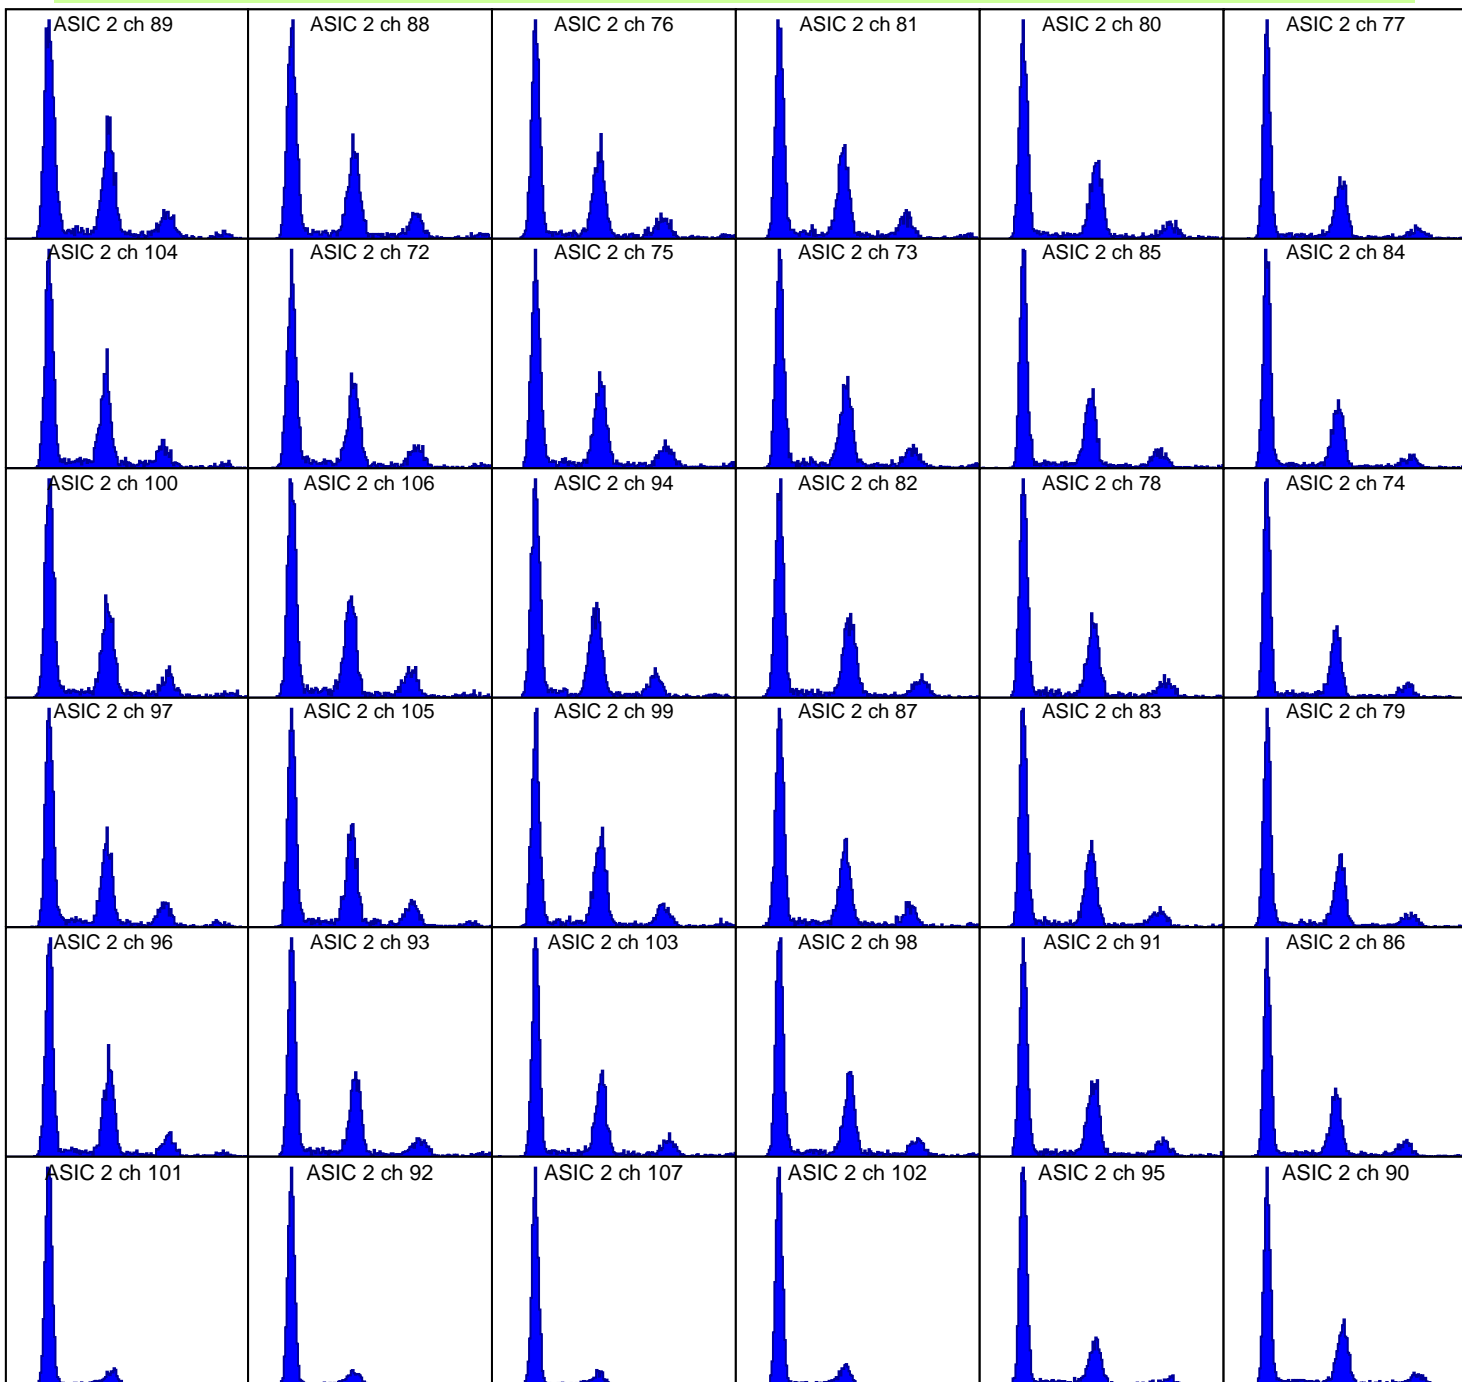 ASIC 2 ch 89
ASIC 2 ch 88
ASIC 2 ch 76
ASIC 2 ch 81
ASIC 2 ch 80
ASIC 2 ch 77
ASIC 2 ch 104
ASIC 2 ch 72
ASIC 2 ch 75
ASIC 2 ch 73
ASIC 2 ch 85
ASIC 2 ch 84
ASIC 2 ch 100
ASIC 2 ch 106
ASIC 2 ch 94
ASIC 2 ch 82
ASIC 2 ch 78
ASIC 2 ch 74
ASIC 2 ch 97
ASIC 2 ch 105
ASIC 2 ch 99
ASIC 2 ch 87
ASIC 2 ch 83
ASIC 2 ch 79
ASIC 2 ch 96
ASIC 2 ch 93
ASIC 2 ch 103
ASIC 2 ch 98
ASIC 2 ch 91
ASIC 2 ch 86
ASIC 2 ch 101
ASIC 2 ch 92
ASIC 2 ch 107
ASIC 2 ch 102
ASIC 2 ch 95
ASIC 2 ch 90